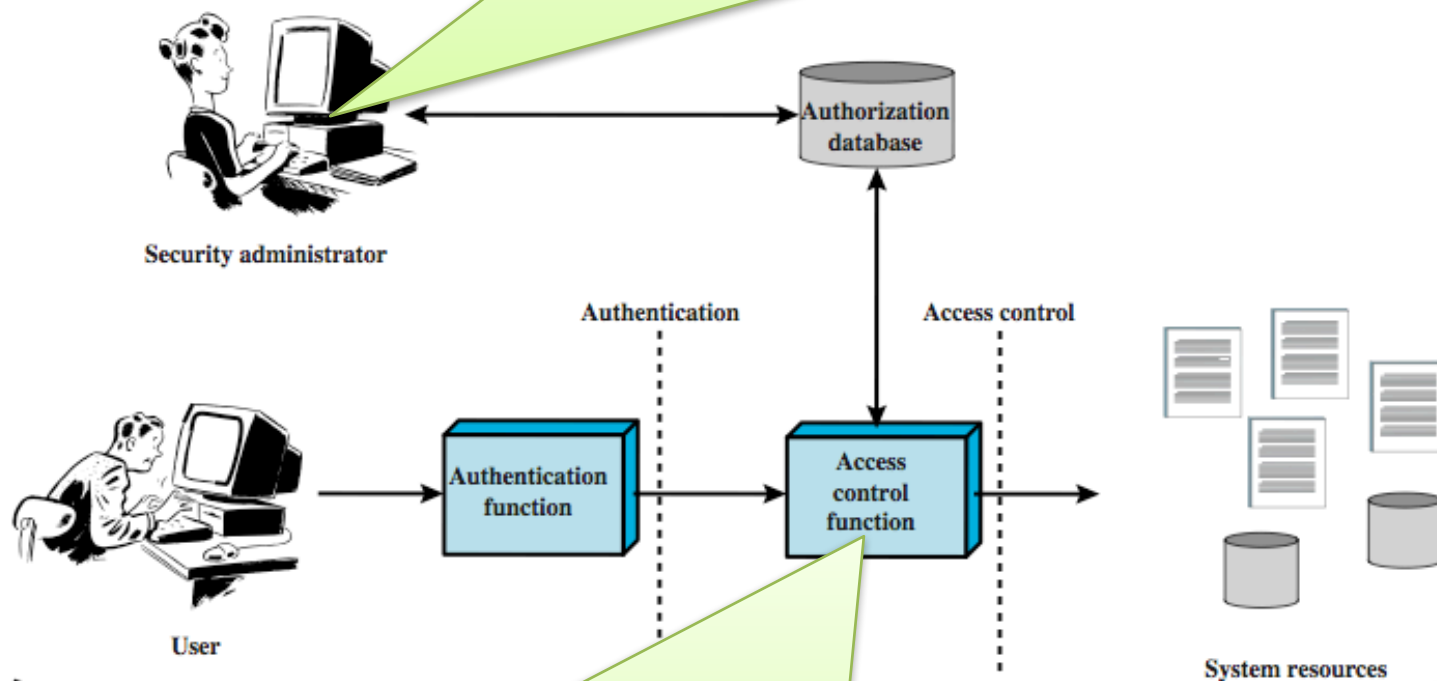 Authorization
database
Security administrator
Authentication
Access control
Authentication
function
Access
control
function
User
System resources